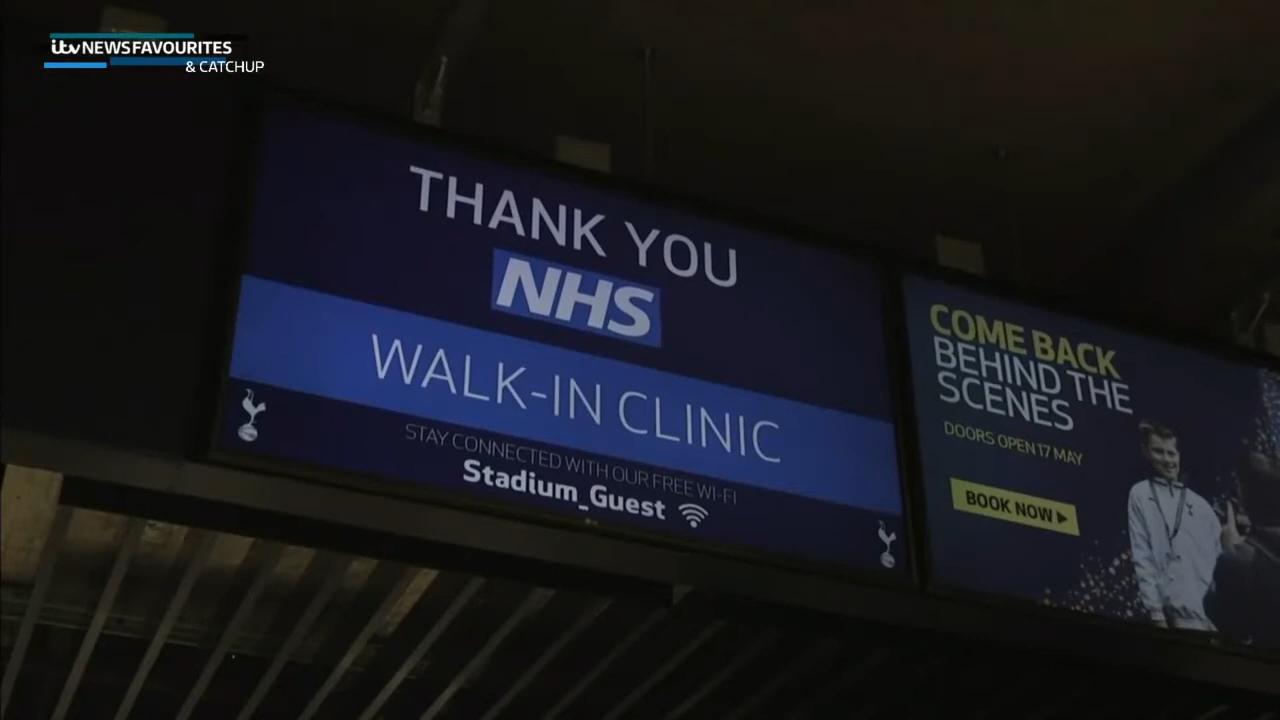 itv NEWS FAVOURITES
& CATCHUP
THANK YOU
NHS
WALK-IN CLINIC
STAY CONNECTED WITH OUR FREE WI-FI
Stadium_Guest
COME BACK
BEHIND THE
SCENES
DOORS OPEN 17 MAY
BOOK NOW